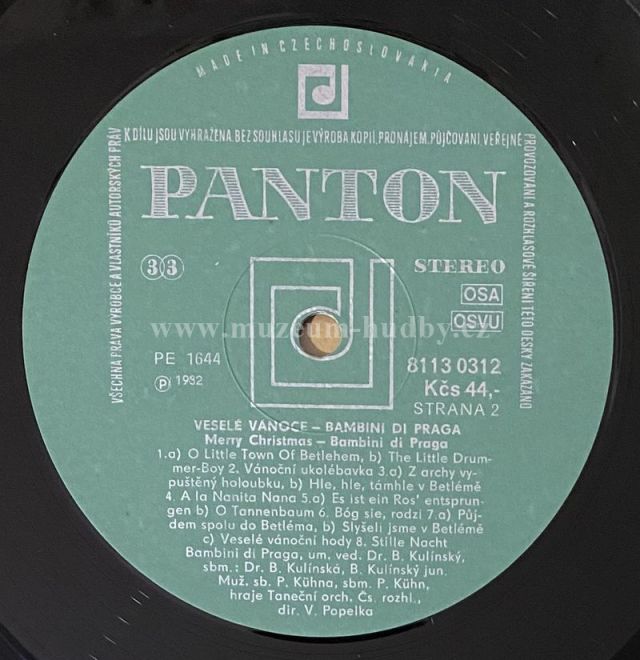 MADE IN CZECHOSLOVAKIA
VŠECHNA PRÁVA VÝROBCE A VLASTNÍKŮ AUTORSKÝCH PRÁV
K DÍLU JSOU VYHRAŽENA. BEZ SOUHLASU JE VÝROBA KOPIÍ, PRONÁJEM, PŮJČOVÁNÍ VEŘEJNÉ
PROVOZOVÁNÍ A ROZHLASOVÉ ŠÍŘENÍ TÉTO DESKY ZAKÁZÁNO
PANTON
33
STEREO
OSA
OSVU
www.muzeum-hudby.cz
PE 1644
Ⓟ 1982
8113 0312
Kčs 44,-
STRANA 2
VESELÉ VÁNOCE – BAMBINI DI PRAGA
Merry Christmas – Bambini di Praga
1.a) O Little Town Of Betlehem, b) The Little Drum-
mer-Boy 2. Vánoční ukolébavka 3.a) Z archy vy-
puštěný holoubku, b) Hle, hle, támhle v Betlémě
4. A la Nanita Nana 5.a) Es ist ein Ros' entsprun-
gen b) O Tannenbaum 6. Bóg sie, rodzi 7.a) Půj-
dem spolu do Betléma, b) Slyšeli jsme v Betlémě
c) Veselé vánoční hody 8. Stille Nacht
Bambini di Praga, um. ved. Dr. B. Kulínský,
sbm.: Dr. B. Kulínská, B. Kulínský jun.
Muž. sb. P. Kühna, sbm. P. Kühn,
hraje Taneční orch. Čs. rozhl.,
dir. V. Popelka